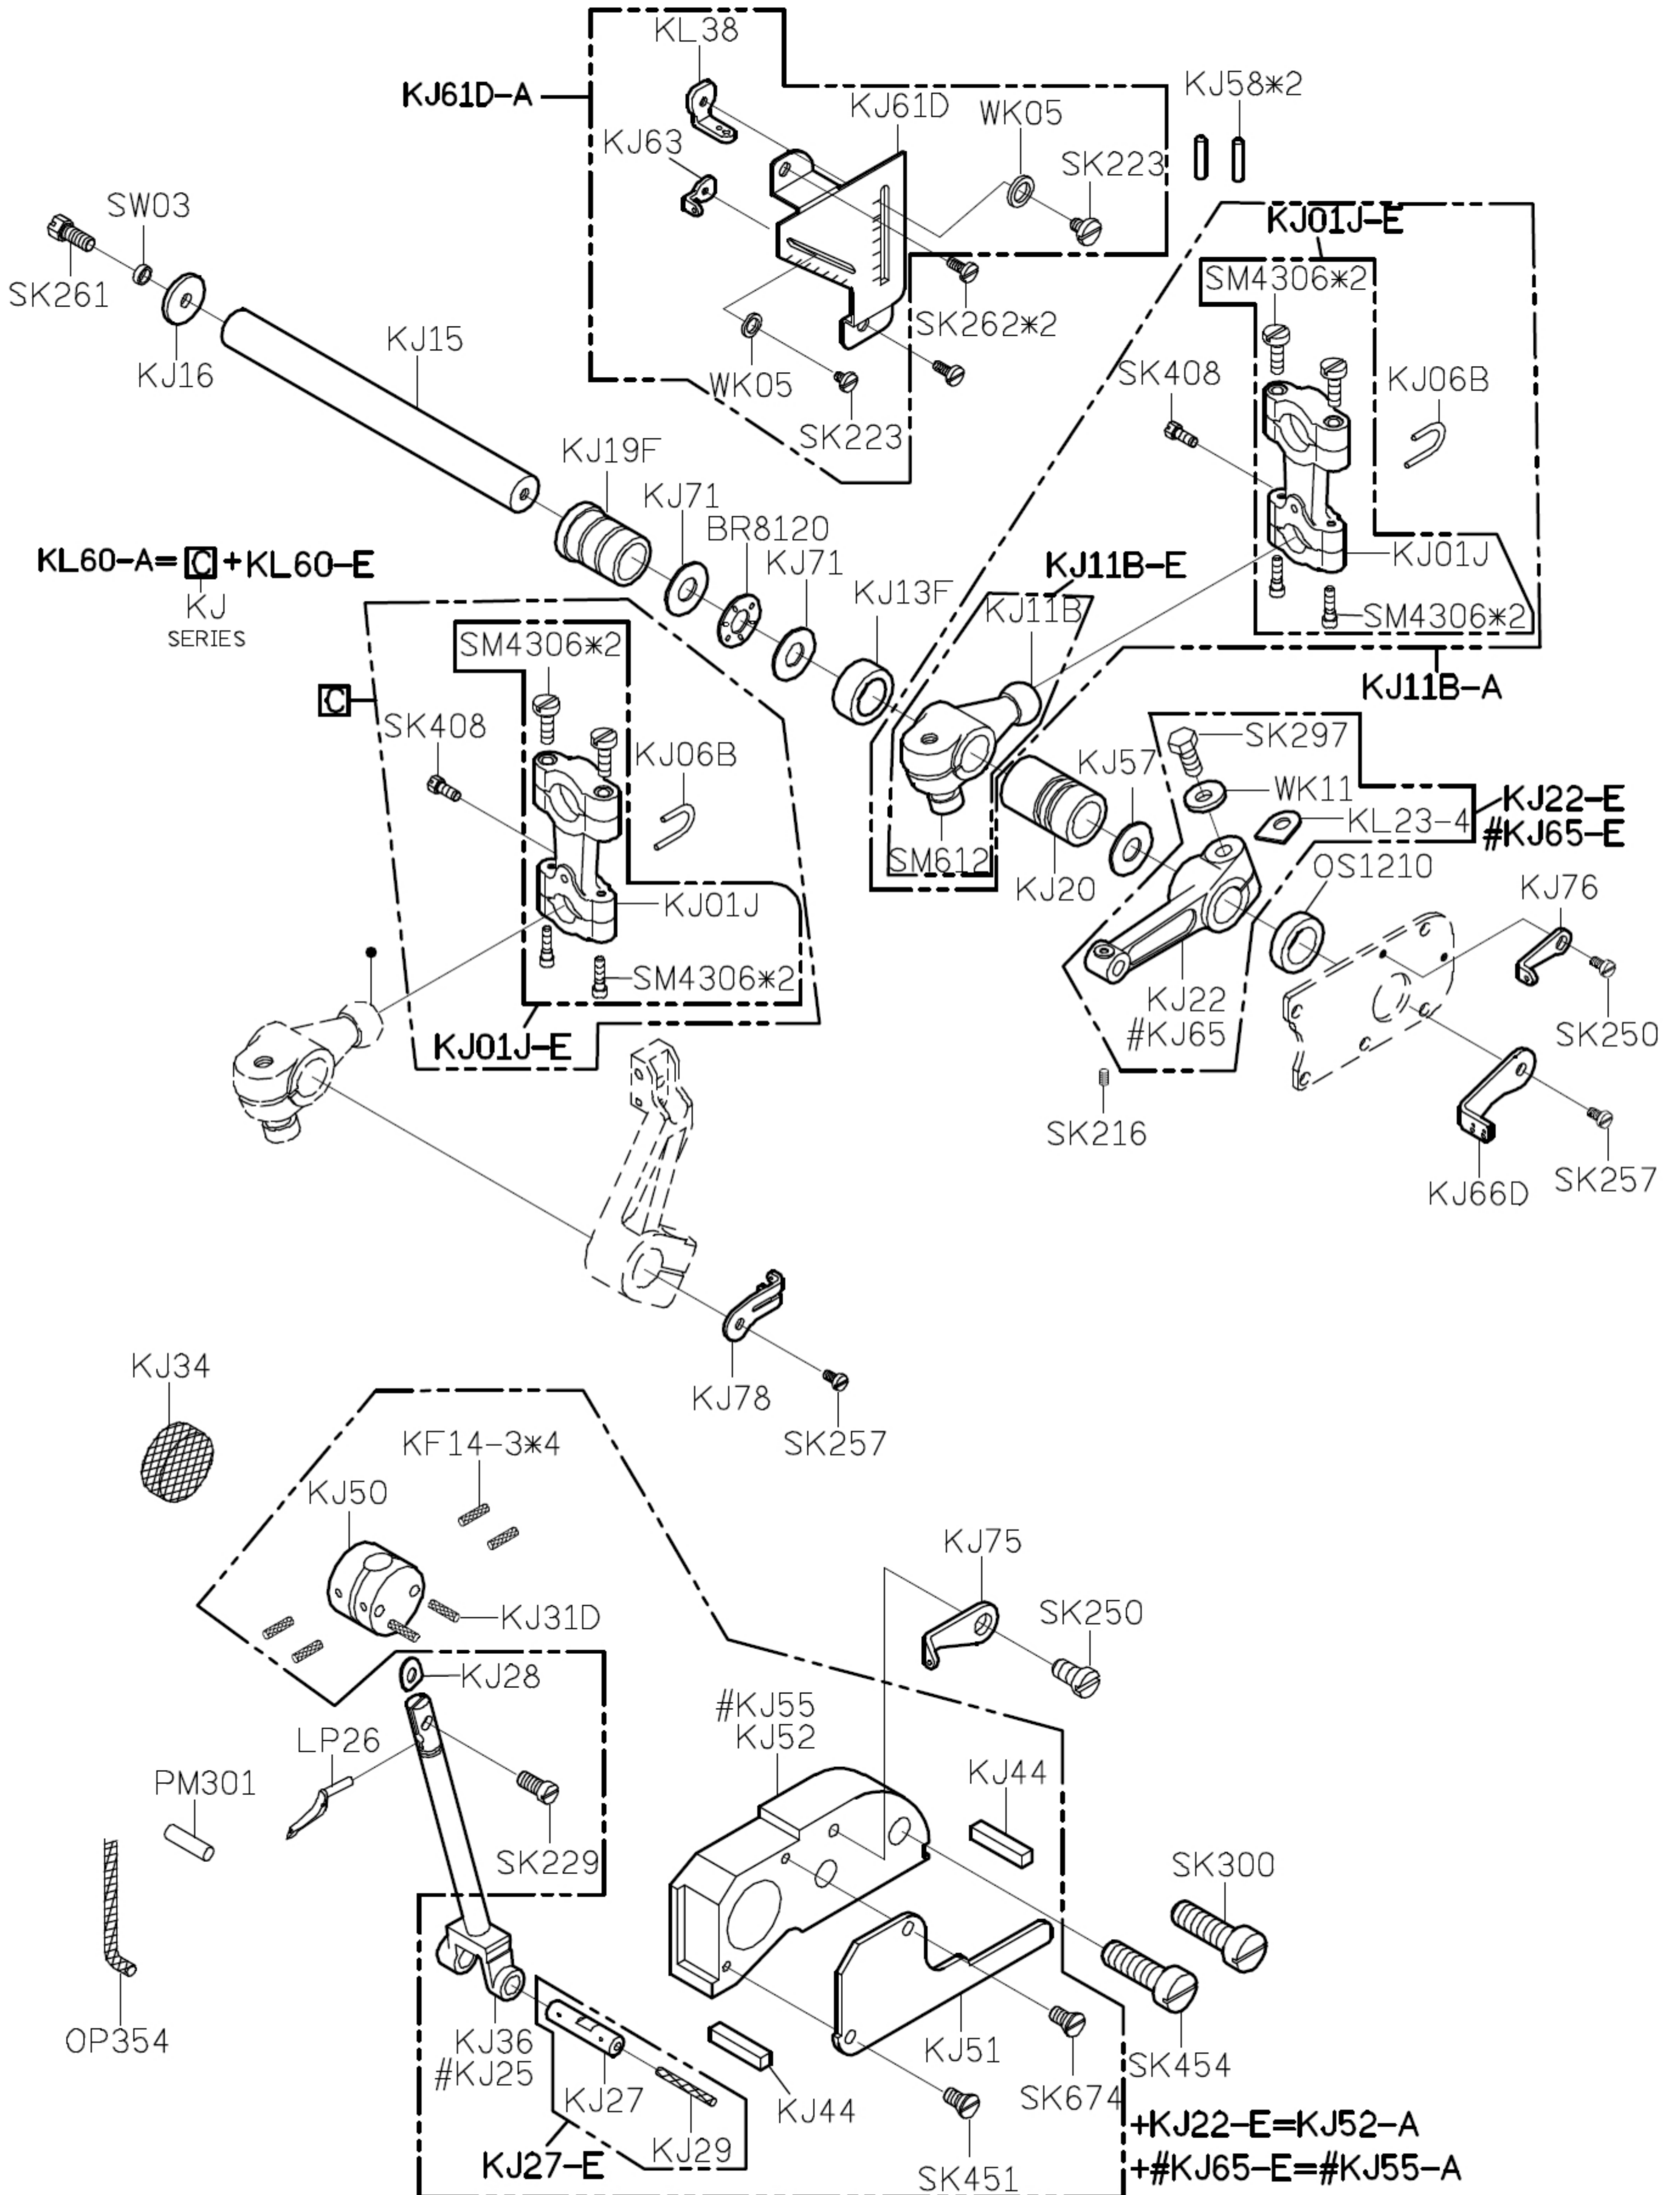 KL38
KJ61D-A
KJ61D
WK05
KJ58*2
KJ63
SK223
SW03
SK261
KJ01J-E
SM4306*2
SK262*2
KJ16
KJ15
WK05
SK408
KJ06B
SK223
KJ19F
KJ71
BR8120
KJ71
KJ01J
KL60-A= C +KL60-E
KJ
SERIES
KJ11B-E
KJ13F
KJ11B
SM4306*2
SM4306*2
KJ11B-A
C
SK408
KJ06B
KJ57
SK297
WK11
KJ22-E
KL23-4
#KJ65-E
SM612
KJ20
OS1210
KJ76
KJ01J
SM4306*2
KJ22
#KJ65
SK250
KJ01J-E
SK216
KJ66D
SK257
KJ34
KJ78
SK257
KF14-3*4
KJ50
KJ75
KJ31D
SK250
KJ28
#KJ55
KJ52
LP26
PM301
KJ44
SK229
SK300
OP354
KJ36
#KJ25
KJ51
SK454
KJ27
KJ44
SK674
KJ29
KJ27-E
SK451
+KJ22-E=KJ52-A
+#KJ65-E=#KJ55-A